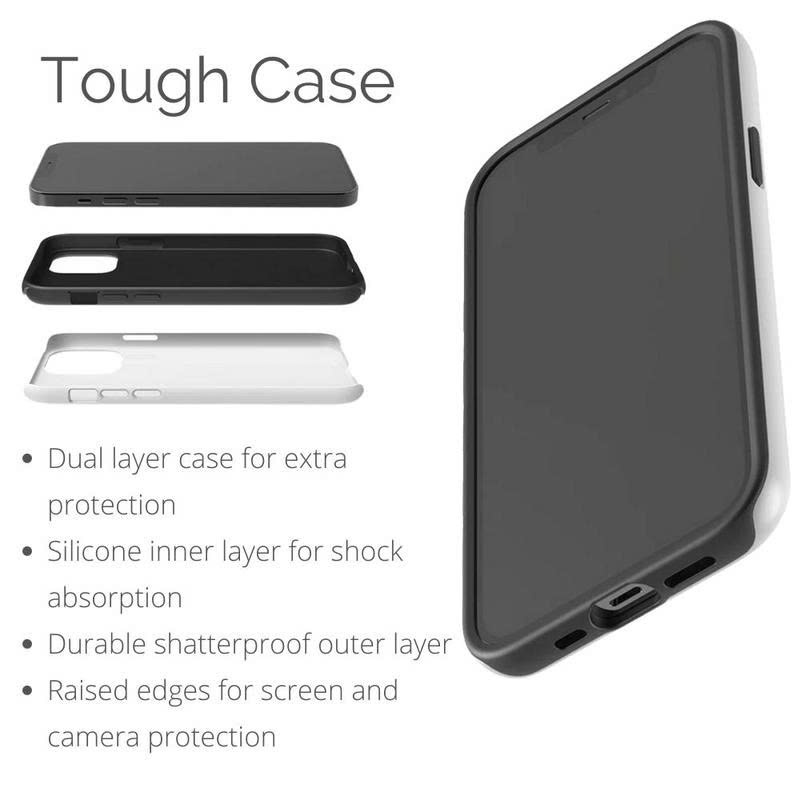 Tough Case
• Dual layer case for extra
protection
• Silicone inner layer for shock
absorption
• Durable shatterproof outer layer
• Raised edges for screen and
camera protection